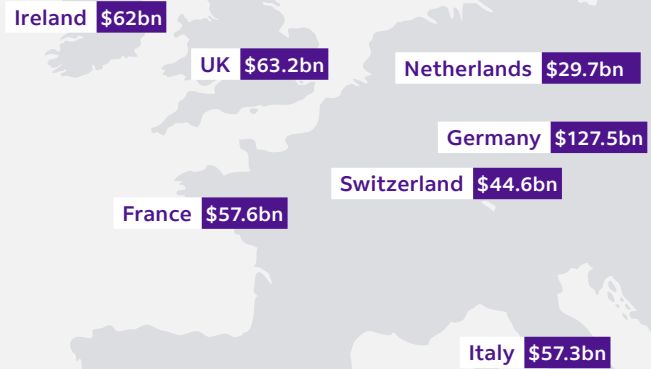 Ireland $62bn
UK $63.2bn
Netherlands $29.7bn
Germany $127.5bn
Switzerland $44.6bn
France $57.6bn
Italy $57.3bn